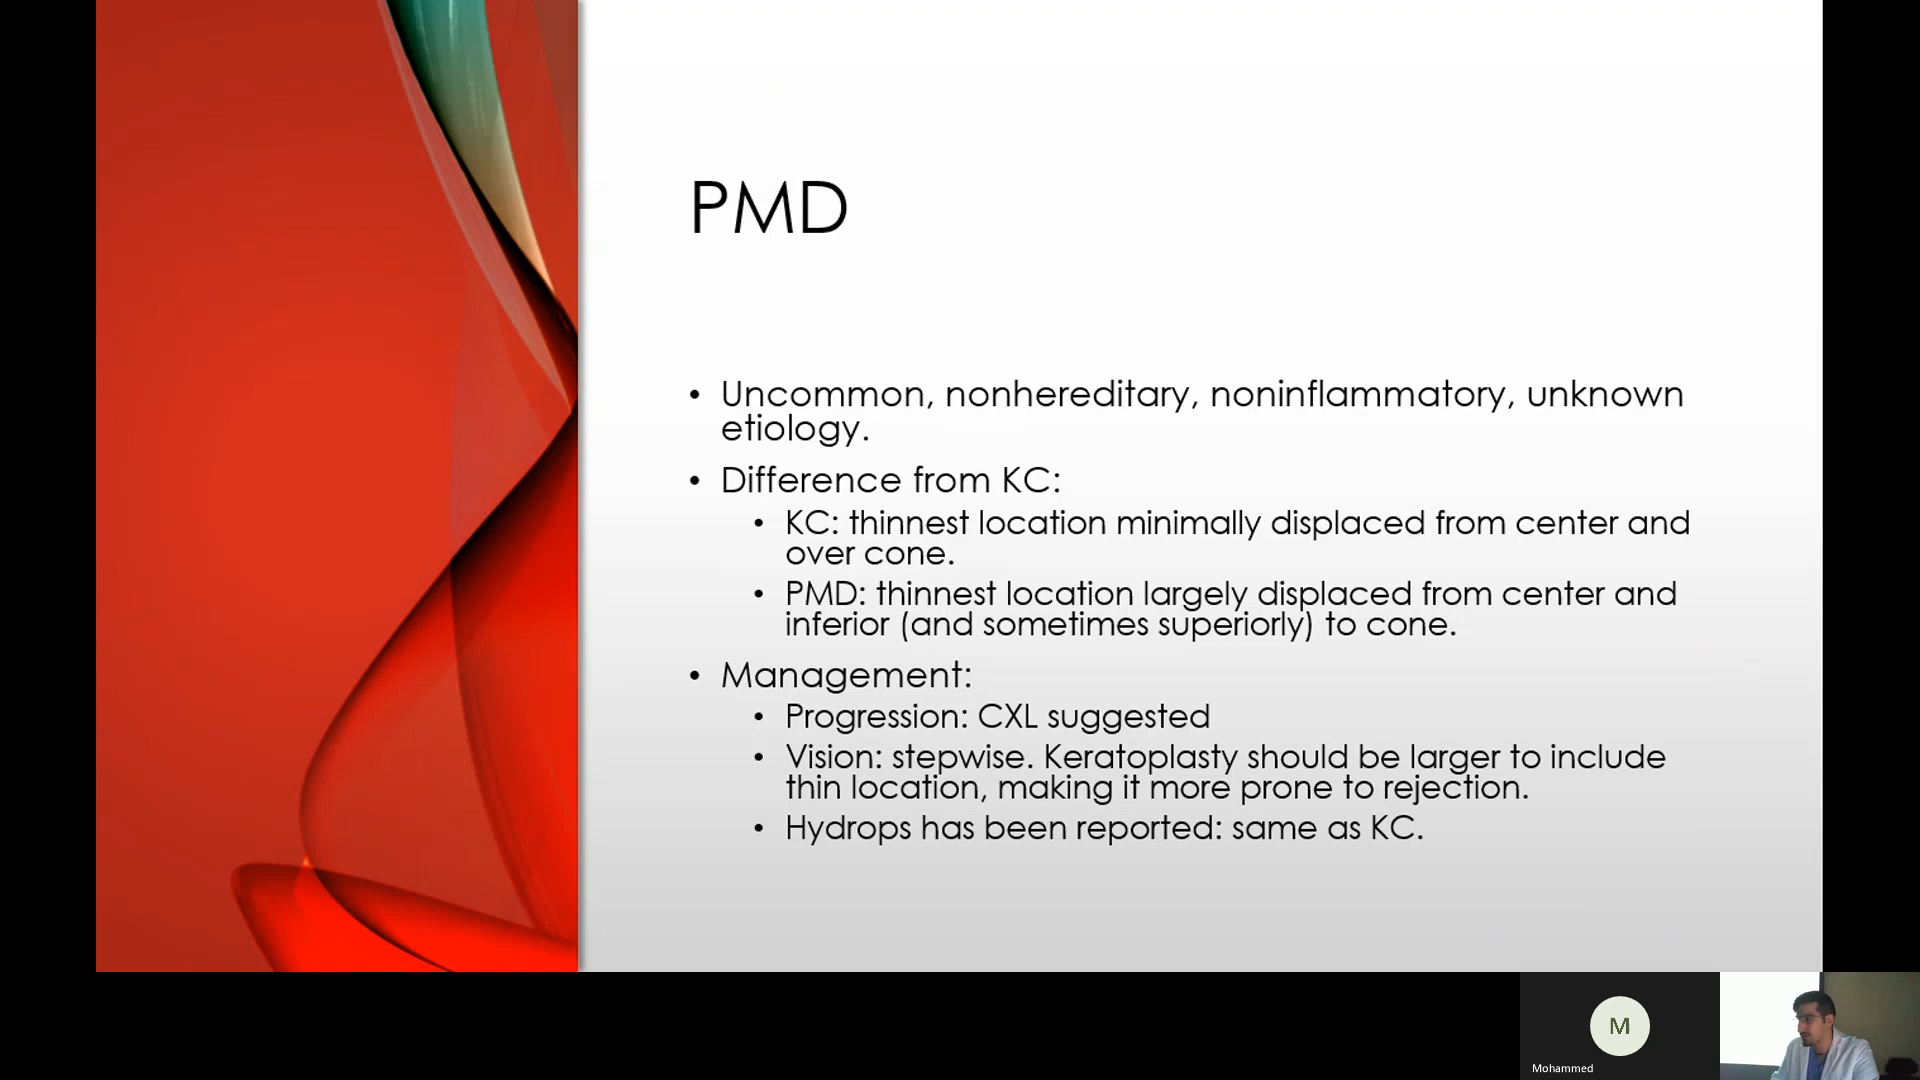 PMD
• Uncommon, nonhereditary, noninflammatory, unknown
etiology.
• Difference from KC:
• KC: thinnest location minimally displaced from center and
over cone.
• PMD: thinnest location largely displaced from center and
inferior (and sometimes superiorly) to cone.
• Management:
• Progression: CXL suggested
• Vision: stepwise. Keratoplasty should be larger to include
thin location, making it more prone to rejection.
• Hydrops has been reported: same as KC.
M
Mohammed